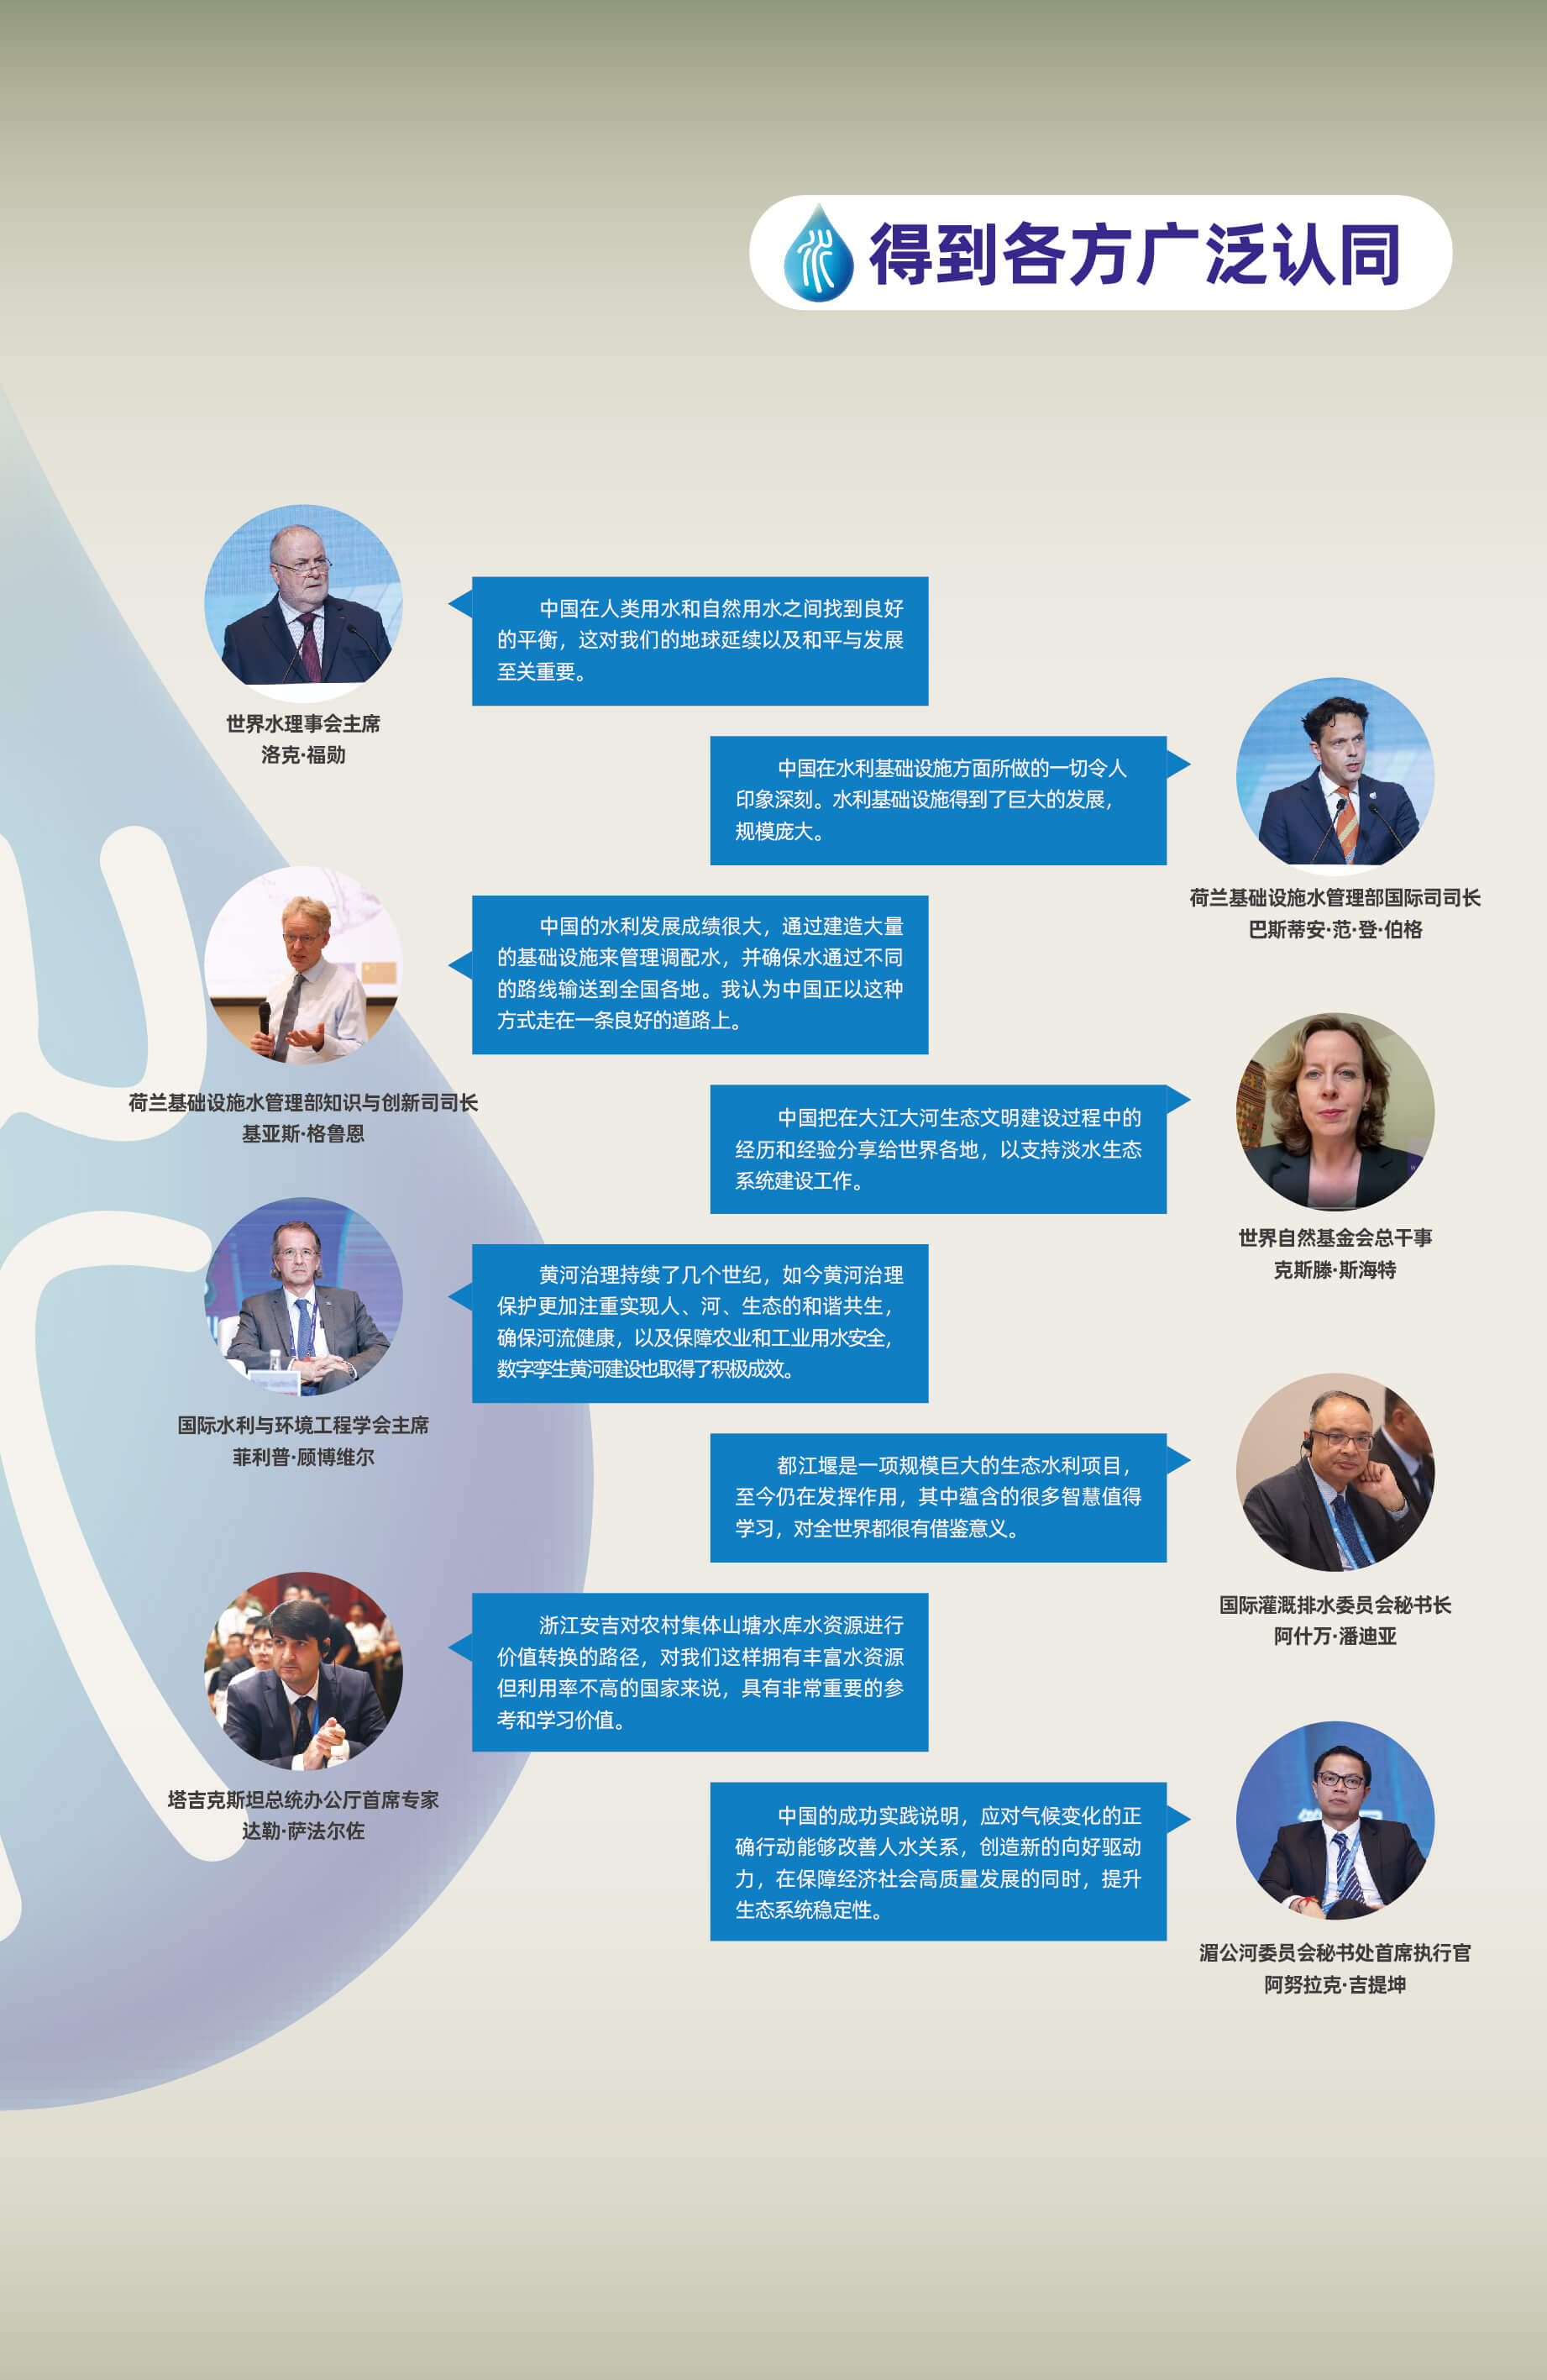 得到各方广泛认同
中国在人类用水和自然用水之间找到良好
的平衡，这对我们的地球延续以及和平与发展
至关重要。
世界水理事会主席
洛克·福勋
中国在水利基础设施方面所做的一切令人
印象深刻。水利基础设施得到了巨大的发展，
规模庞大。
荷兰基础设施水管理部国际司司长
巴斯蒂安·范·登·伯格
中国的水利发展成绩很大，通过建造大量
的基础设施来管理调配水，并确保水通过不同
的路线输送到全国各地。我认为中国正以这种
方式走在一条良好的道路上。
荷兰基础设施水管理部知识与创新司司长
基亚斯·格鲁恩
中国把在大江大河生态文明建设过程中的
经历和经验分享给世界各地，以支持淡水生态
系统建设工作。
世界自然基金会总干事
克斯滕·斯海特
黄河治理持续了几个世纪，如今黄河治理
保护更加注重实现人、河、生态的和谐共生，
确保河流健康，以及保障农业和工业用水安全，
数字孪生黄河建设也取得了积极成效。
国际水利与环境工程学会主席
菲利普·顾博维尔
都江堰是一项规模巨大的生态水利项目，
至今仍在发挥作用，其中蕴含的很多智慧值得
学习，对全世界都很有借鉴意义。
国际灌溉排水委员会秘书长
阿什万·潘迪亚
浙江安吉对农村集体山塘水库水资源进行
价值转换的路径，对我们这样拥有丰富水资源
但利用率不高的国家来说，具有非常重要的参
考和学习价值。
塔吉克斯坦总统办公厅首席专家
达勒·萨法尔佐
中国的成功实践说明，应对气候变化的正
确行动能够改善人水关系，创造新的向好驱动
力，在保障经济社会高质量发展的同时，提升
生态系统稳定性。
湄公河委员会秘书处首席执行官
阿努拉克·吉提坤